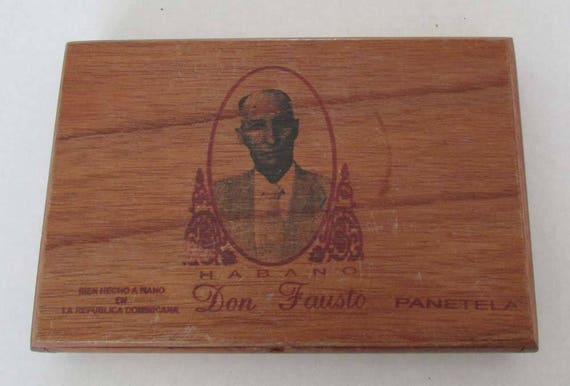 HABANO
Don Fausto
BIEN HECHO A MANO
EN
LA REPUBLICA DOMINICANA
PANETELA